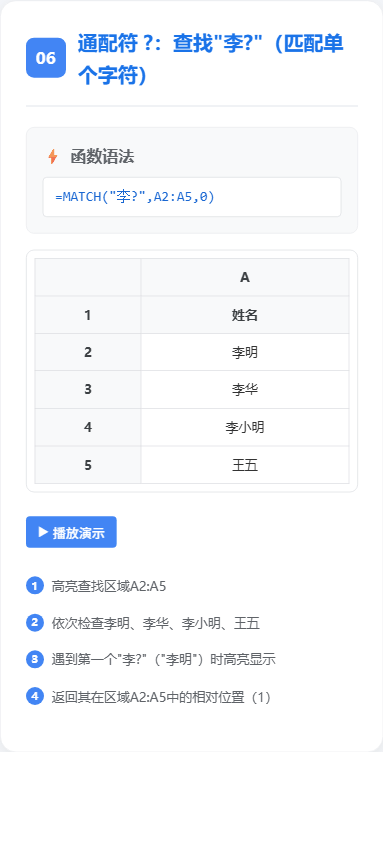 06
通配符 ?：查找"李?"（匹配单
个字符）
函数语法
=MATCH("李?",A2:A5,0)
A
1 姓名
2 李明
3 李华
4 李小明
5 王五
▶ 播放演示
1 高亮查找区域A2:A5
2 依次检查李明、李华、李小明、王五
3 遇到第一个"李?"（"李明"）时高亮显示
4 返回其在区域A2:A5中的相对位置（1）